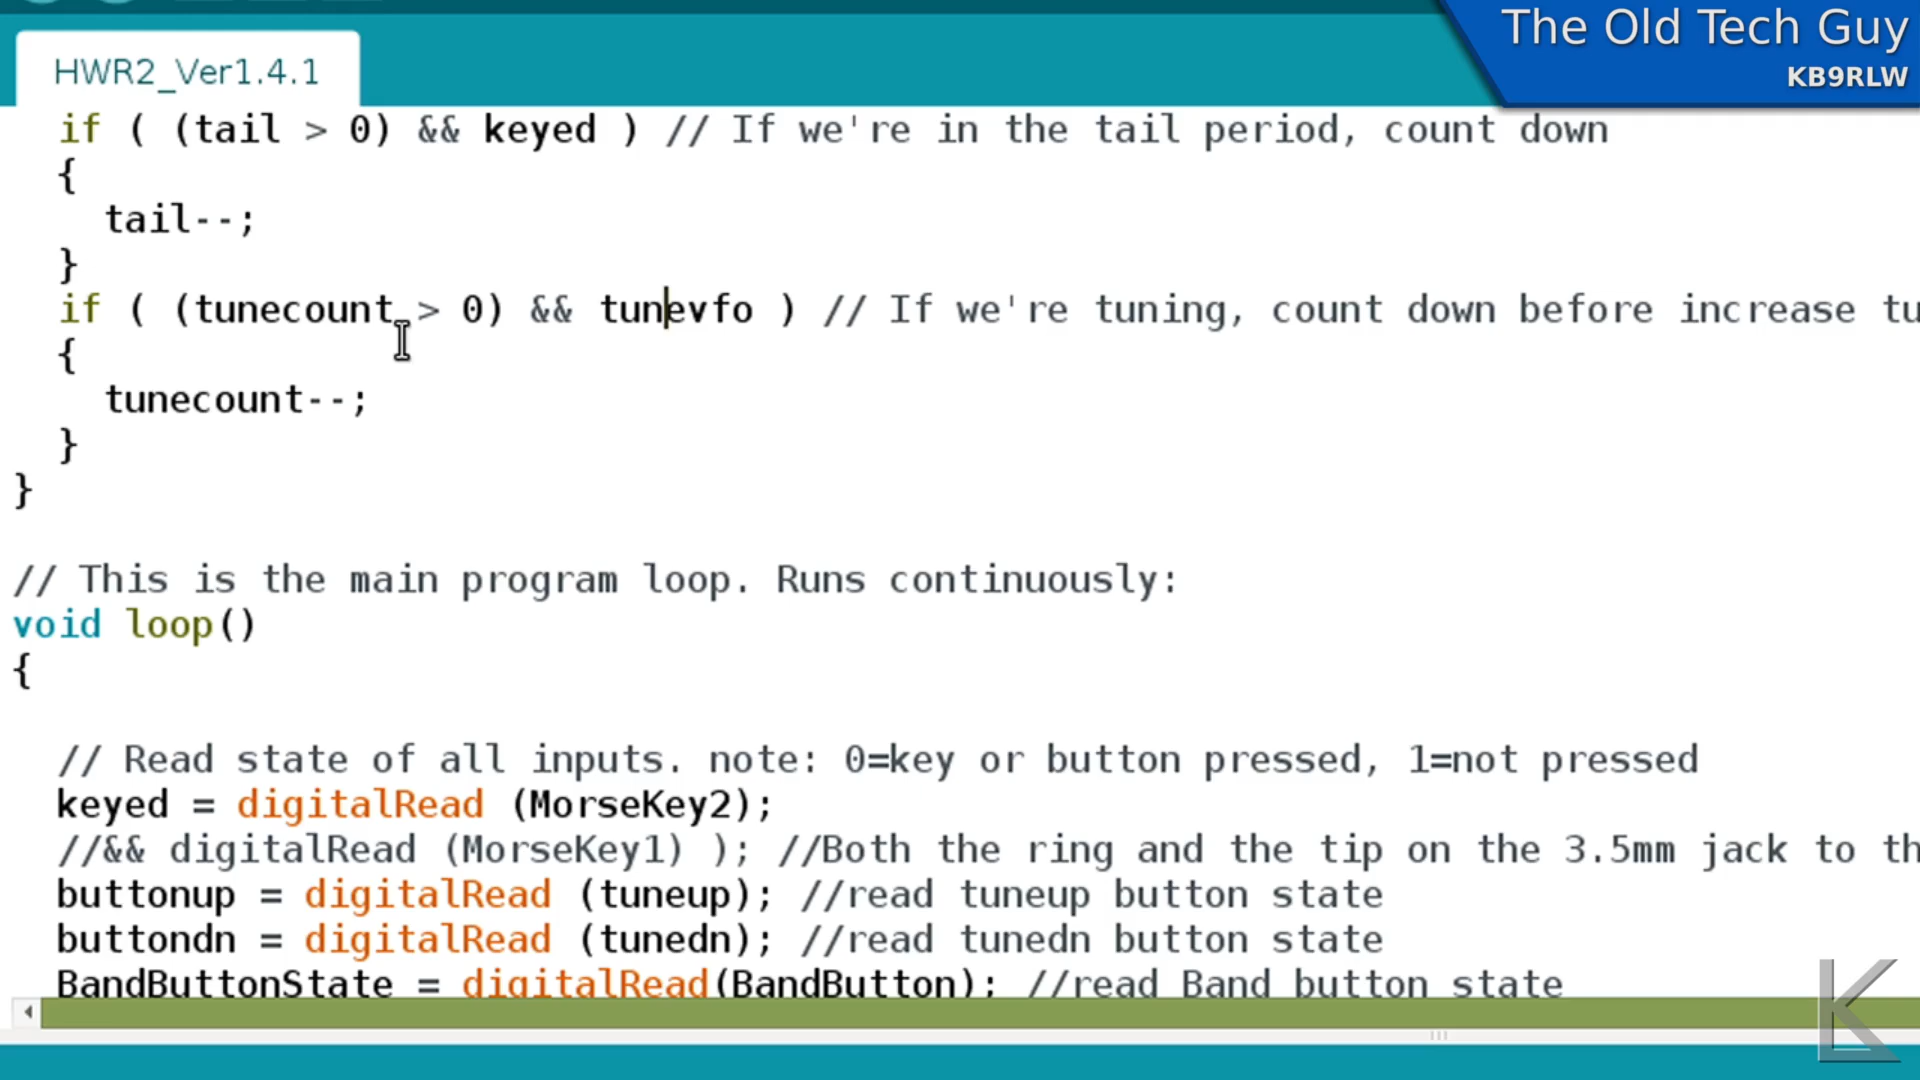 The Old Tech Guy
KB9RLW
HWR2_Ver1.4.1
if ( (tail > 0) && keyed ) // If we're in the tail period, count down
{
tail--;
}
if ( (tunecount > 0) && tunevfo ) // If we're tuning, count down before increase tu
{
tunecount--;
}
}
// This is the main program loop. Runs continuously:
void loop()
{
// Read state of all inputs. note: 0=key or button pressed, 1=not pressed
keyed = digitalRead (MorseKey2);
//&& digitalRead (MorseKey1) ); //Both the ring and the tip on the 3.5mm jack to th
buttonup = digitalRead (tuneup); //read tuneup button state
buttondn = digitalRead (tunedn); //read tunedn button state
BandButtonState = digitalRead(BandButton); //read Band button state
K